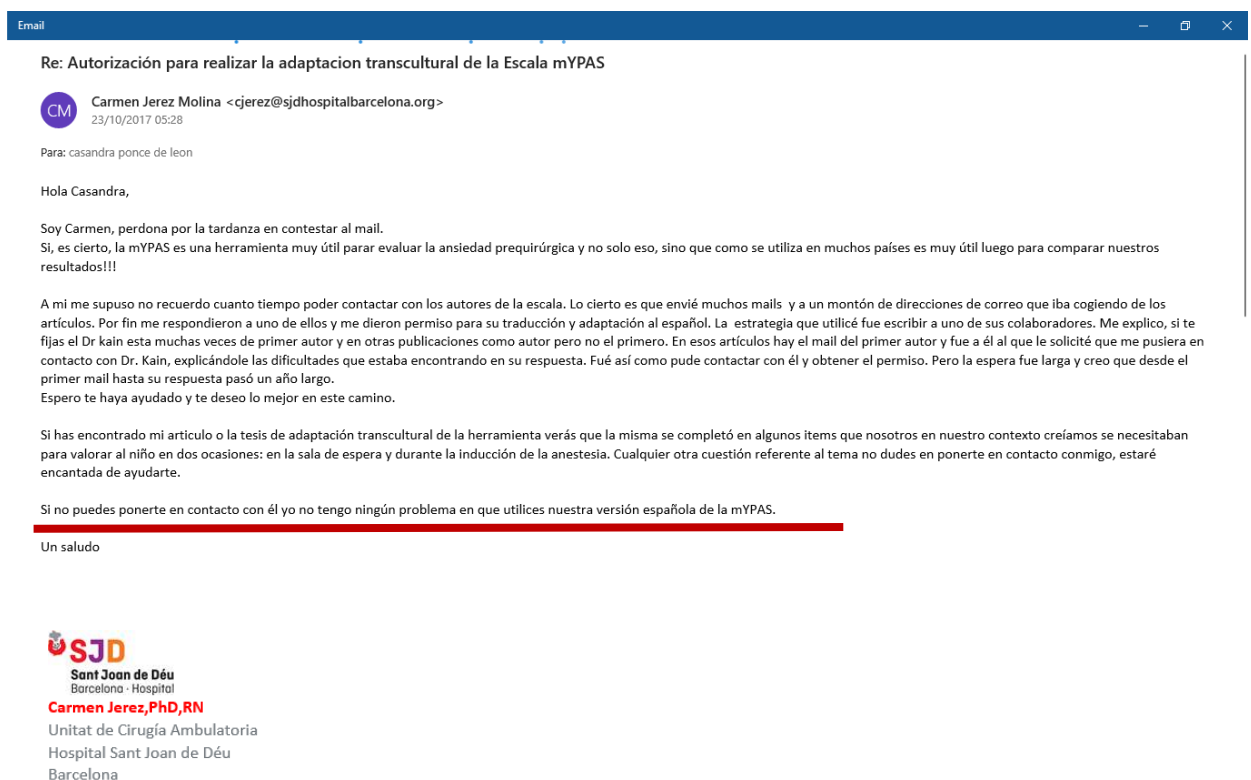 Email
Re: Autorización para realizar la adaptacion transcultural de la Escala mYPAS
CM
Carmen Jerez Molina <cjerez@sjdhospitalbarcelona.org>
23/10/2017 05:28
Para: casandra ponce de leon
Hola Casandra,
Soy Carmen, perdona por la tardanza en contestar al mail.
Si, es cierto, la mYPAS es una herramienta muy útil parar evaluar la ansiedad prequirúrgica y no solo eso, sino que como se utiliza en muchos países es muy útil luego para comparar nuestros
resultados!!!
A mi me supuso no recuerdo cuanto tiempo poder contactar con los autores de la escala. Lo cierto es que envié muchos mails  y a un montón de direcciones de correo que iba cogiendo de los
artículos. Por fin me respondieron a uno de ellos y me dieron permiso para su traducción y adaptación al español. La  estrategia que utilicé fue escribir a uno de sus colaboradores. Me explico, si te
fijas el Dr kain esta muchas veces de primer autor y en otras publicaciones como autor pero no el primero. En esos artículos hay el mail del primer autor y fue a él al que le solicité que me pusiera en
contacto con Dr. Kain, explicándole las dificultades que estaba encontrando en su respuesta. Fué así como pude contactar con él y obtener el permiso. Pero la espera fue larga y creo que desde el
primer mail hasta su respuesta pasó un año largo.
Espero te haya ayudado y te deseo lo mejor en este camino.
Si has encontrado mi articulo o la tesis de adaptación transcultural de la herramienta verás que la misma se completó en algunos items que nosotros en nuestro contexto creíamos se necesitaban
para valorar al niño en dos ocasiones: en la sala de espera y durante la inducción de la anestesia. Cualquier otra cuestión referente al tema no dudes en ponerte en contacto conmigo, estaré
encantada de ayudarte.
Si no puedes ponerte en contacto con él yo no tengo ningún problema en que utilices nuestra versión española de la mYPAS.
Un saludo
SJD
Sant Joan de Déu
Barcelona · Hospital
Carmen Jerez,PhD,RN
Unitat de Cirugía Ambulatoria
Hospital Sant Joan de Déu
Barcelona